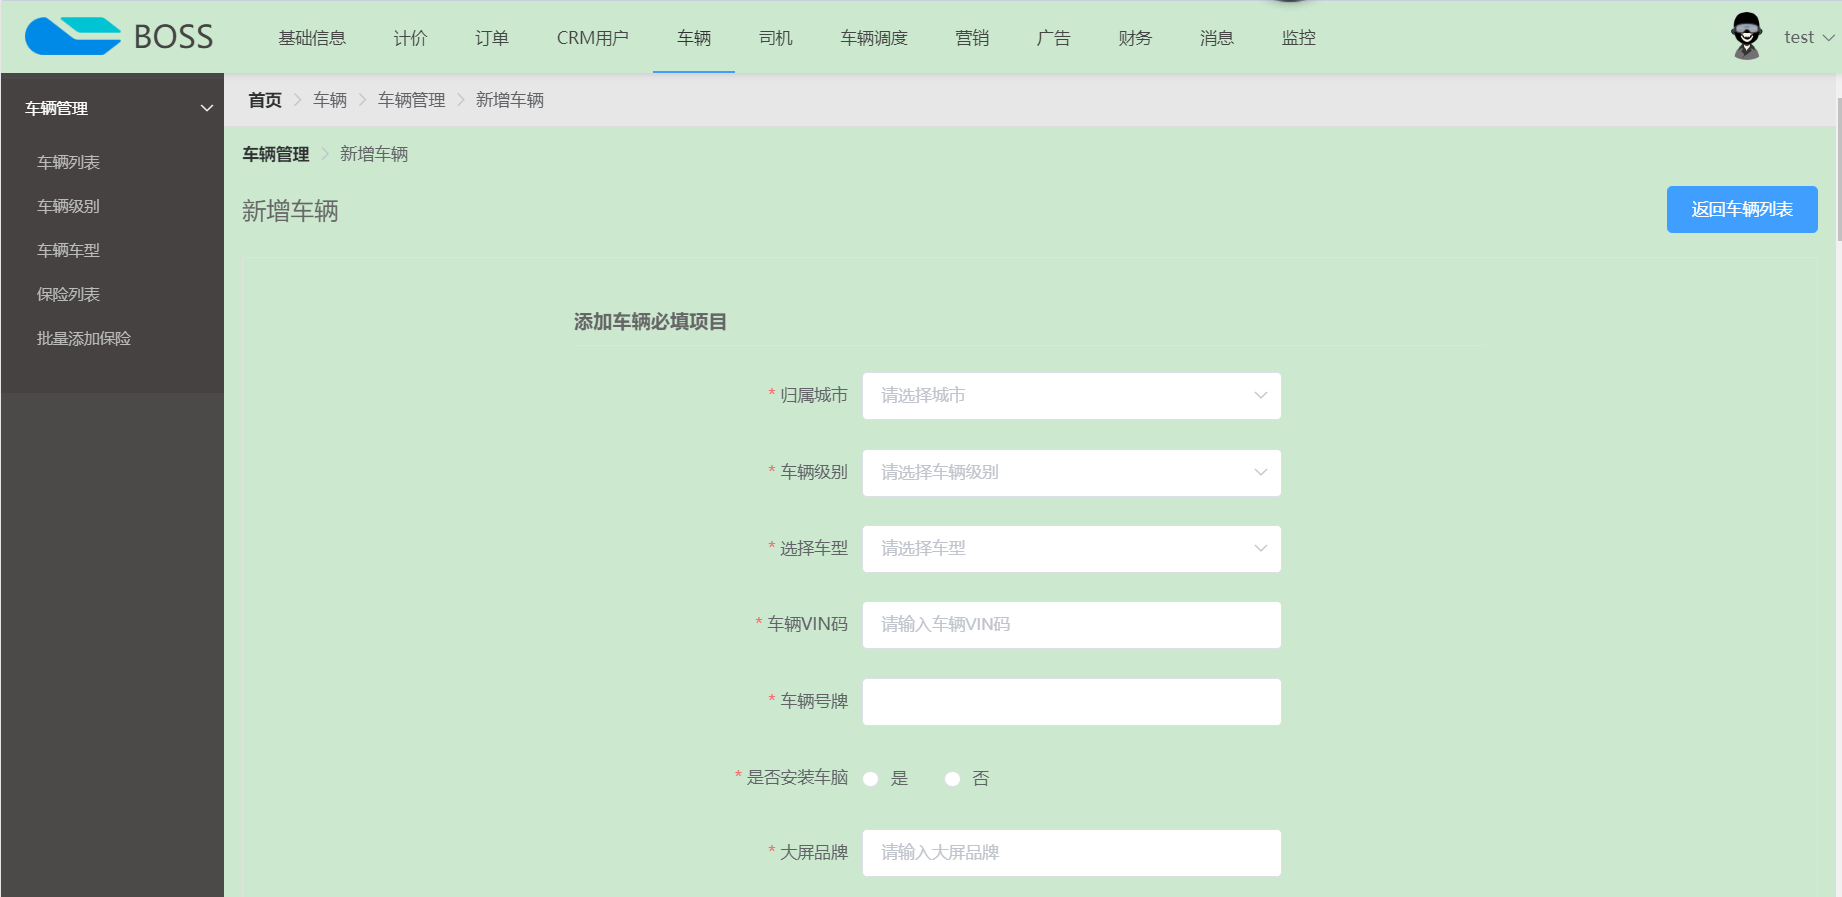 BOSS 基础信息 计价 订单 CRM用户 车辆 司机 车辆调度 营销 广告 财务 消息 监控 test
车辆管理
车辆列表
车辆级别
车辆车型
保险列表
批量添加保险
首页 车辆 车辆管理 新增车辆
车辆管理 新增车辆
新增车辆 返回车辆列表
添加车辆必填项目
* 归属城市 请选择城市
* 车辆级别 请选择车辆级别
* 选择车型 请选择车型
* 车辆VIN码 请输入车辆VIN码
* 车辆号牌
* 是否安装车脑 是 否
* 大屏品牌 请输入大屏品牌